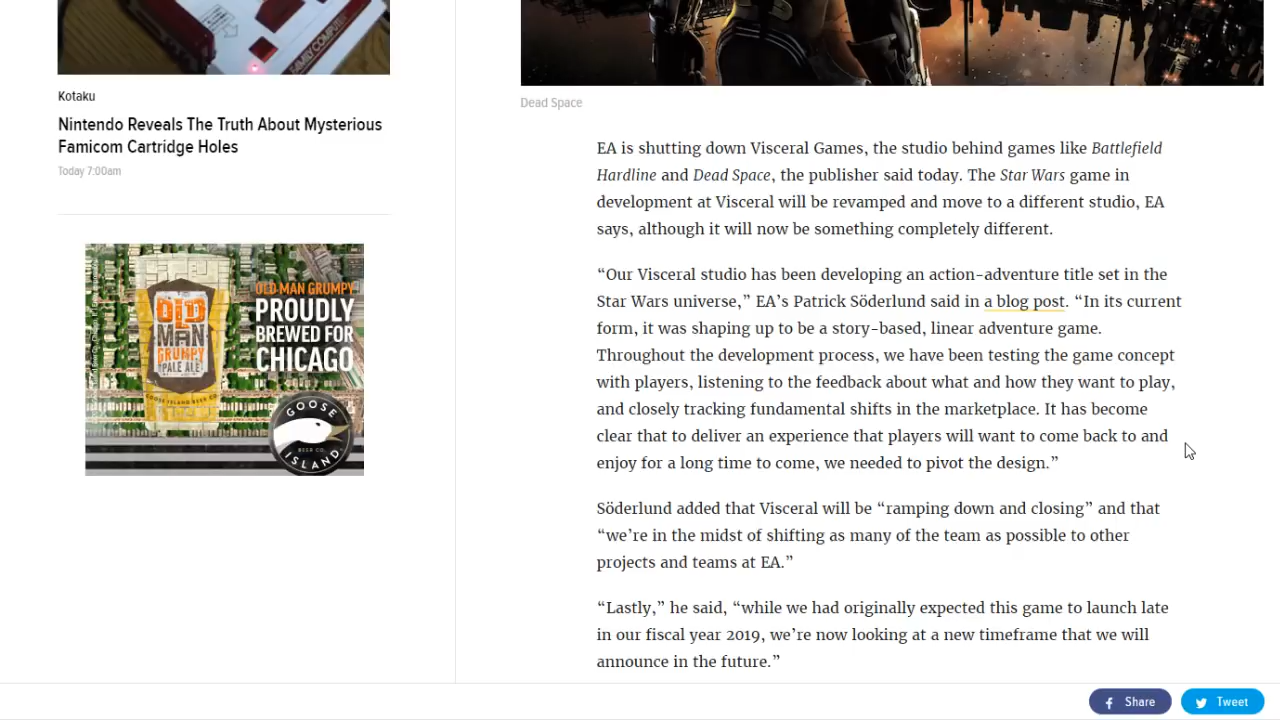 Kotaku
Nintendo Reveals The Truth About Mysterious
Famicom Cartridge Holes
Today 7:00am
OLD MAN GRUMPY
PROUDLY
BREWED FOR
CHICAGO
OLD
MAN
GRUMPY
PALE ALE
GOOSE ISLAND BEER CO.
GOOSE
BEER CO.
ISLAND
Dead Space
EA is shutting down Visceral Games, the studio behind games like Battlefield
Hardline and Dead Space, the publisher said today. The Star Wars game in
development at Visceral will be revamped and move to a different studio, EA
says, although it will now be something completely different.
“Our Visceral studio has been developing an action-adventure title set in the
Star Wars universe,” EA’s Patrick Söderlund said in a blog post. “In its current
form, it was shaping up to be a story-based, linear adventure game.
Throughout the development process, we have been testing the game concept
with players, listening to the feedback about what and how they want to play,
and closely tracking fundamental shifts in the marketplace. It has become
clear that to deliver an experience that players will want to come back to and
enjoy for a long time to come, we needed to pivot the design.”
Söderlund added that Visceral will be “ramping down and closing” and that
“we’re in the midst of shifting as many of the team as possible to other
projects and teams at EA.”
“Lastly,” he said, “while we had originally expected this game to launch late
in our fiscal year 2019, we’re now looking at a new timeframe that we will
announce in the future.”
Share
Tweet